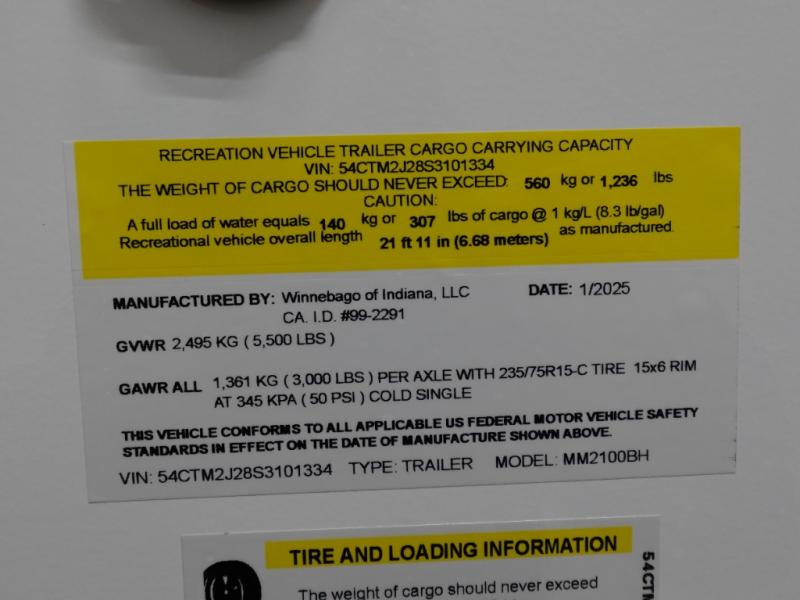 RECREATION VEHICLE TRAILER CARGO CARRYING CAPACITY
VIN: 54CTM2J28S3101334
THE WEIGHT OF CARGO SHOULD NEVER EXCEED: 560 kg or 1,236 lbs
CAUTION:
A full load of water equals 140 kg or 307 lbs of cargo @ 1 kg/L (8.3 lb/gal)
Recreational vehicle overall length 21 ft 11 in (6.68 meters) as manufactured.
MANUFACTURED BY: Winnebago of Indiana, LLC DATE: 1/2025
CA. I.D. #99-2291
GVWR 2,495 KG ( 5,500 LBS )
GAWR ALL 1,361 KG ( 3,000 LBS ) PER AXLE WITH 235/75R15-C TIRE 15x6 RIM
AT 345 KPA ( 50 PSI ) COLD SINGLE
THIS VEHICLE CONFORMS TO ALL APPLICABLE US FEDERAL MOTOR VEHICLE SAFETY
STANDARDS IN EFFECT ON THE DATE OF MANUFACTURE SHOWN ABOVE.
VIN: 54CTM2J28S3101334 TYPE: TRAILER MODEL: MM2100BH
TIRE AND LOADING INFORMATION
The weight of cargo should never exceed